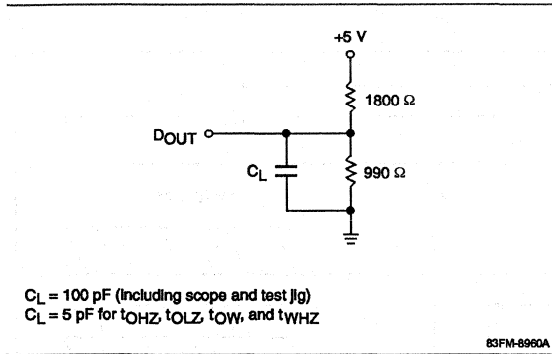 +5 V
1800 Ω
DOUT
CL
990 Ω
CL = 100 pF (Including scope and test jig)
CL = 5 pF for tOHZ, tOLZ, tOW, and tWHZ
83FM-8960A